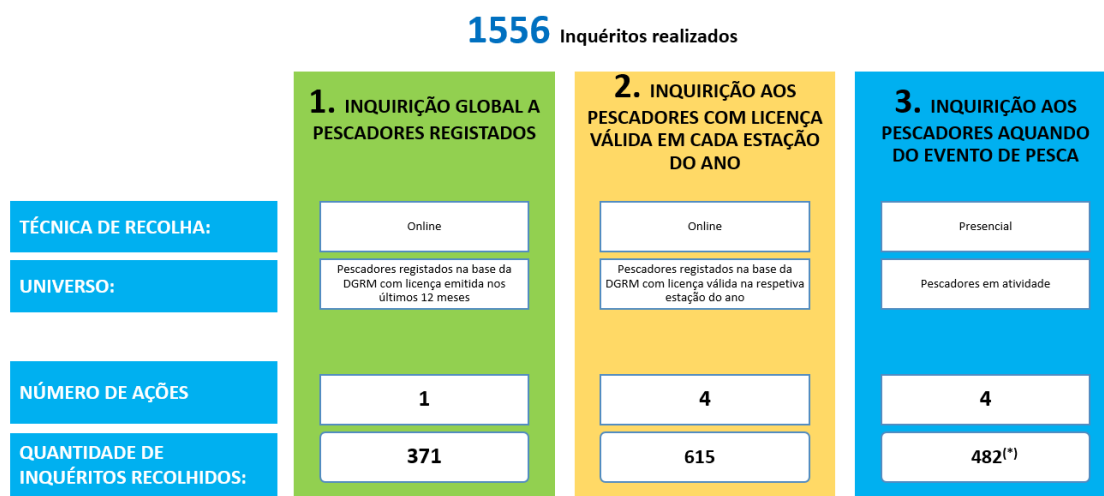 1556 Inquéritos realizados
1. INQUIRIÇÃO GLOBAL A
PESCADORES REGISTADOS
2. INQUIRIÇÃO AOS
PESCADORES COM LICENÇA
VÁLIDA EM CADA ESTAÇÃO
DO ANO
3. INQUIRIÇÃO AOS
PESCADORES AQUANDO
DO EVENTO DE PESCA
TÉCNICA DE RECOLHA:
Online
Online
Presencial
UNIVERSO:
Pescadores registados na base da
DGRM com licença emitida nos
últimos 12 meses
Pescadores registados na base da
DGRM com licença válida na respetiva
estação do ano
Pescadores em atividade
NÚMERO DE AÇÕES
1
4
4
QUANTIDADE DE
INQUÉRITOS RECOLHIDOS:
371
615
482(*)